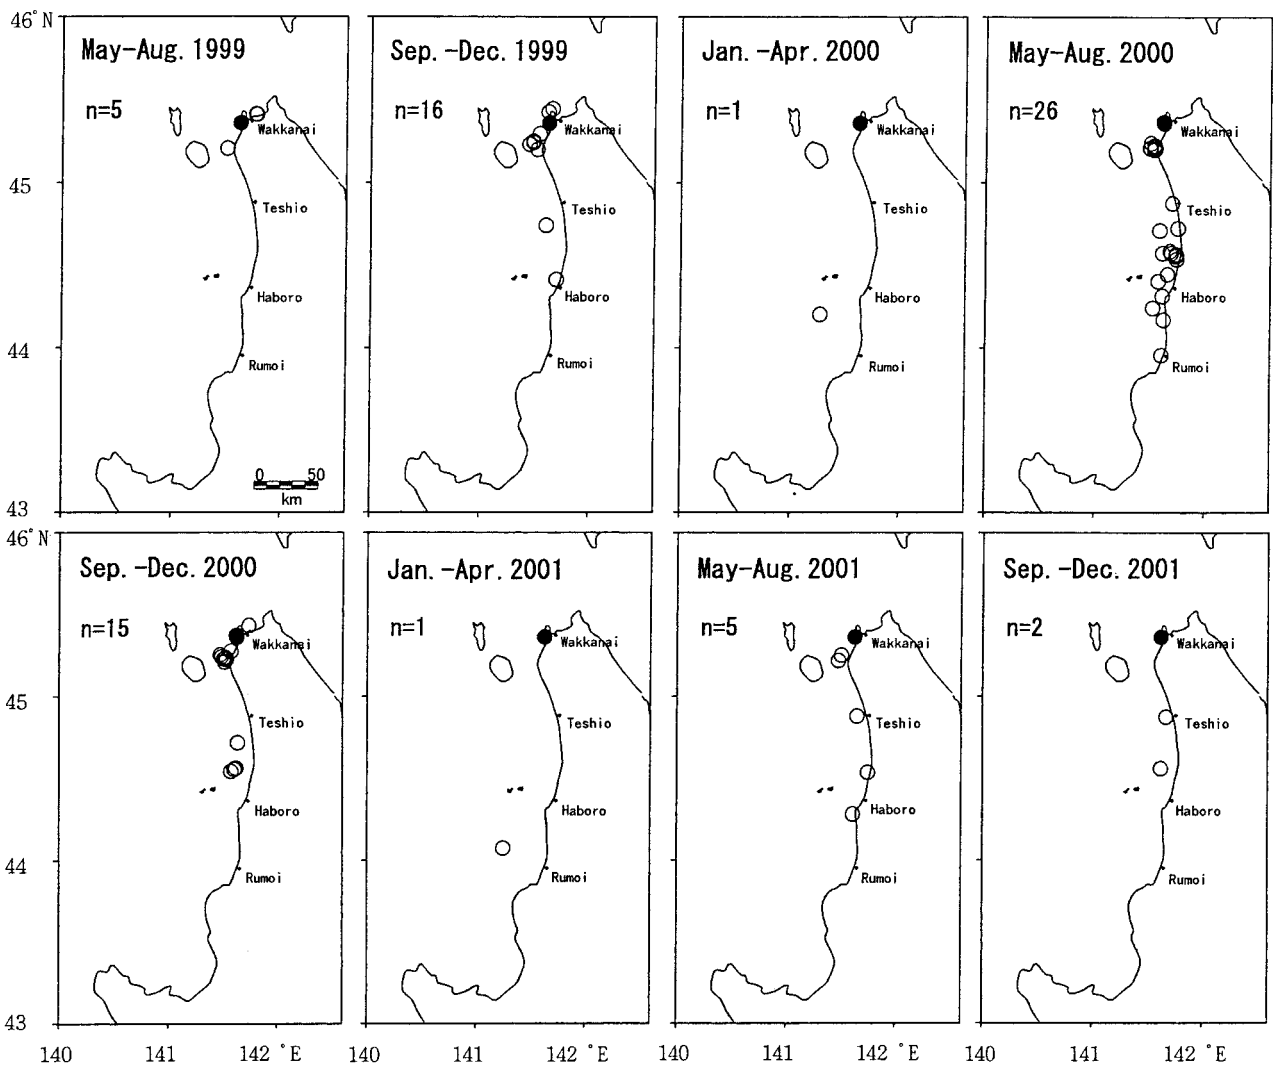 46°N
May-Aug. 1999
Sep.-Dec. 1999
Jan.-Apr. 2000
May-Aug. 2000
n=5
n=16
n=1
n=26
Wakkanai
Wakkanai
Wakkanai
Wakkanai
45
Teshio
Teshio
Teshio
Teshio
Haboro
Haboro
Haboro
Haboro
44
Rumoi
Rumoi
Rumoi
Rumoi
0 50
km
43
46°N
Sep.-Dec. 2000
Jan.-Apr. 2001
May-Aug. 2001
Sep.-Dec. 2001
n=15
n=1
n=5
n=2
Wakkanai
Wakkanai
Wakkanai
Wakkanai
45
Teshio
Teshio
Teshio
Teshio
Haboro
Haboro
Haboro
Haboro
44
Rumoi
Rumoi
Rumoi
Rumoi
43
140 141 142 °E
140 141 142 °E
140 141 142 °E
140 141 142 °E